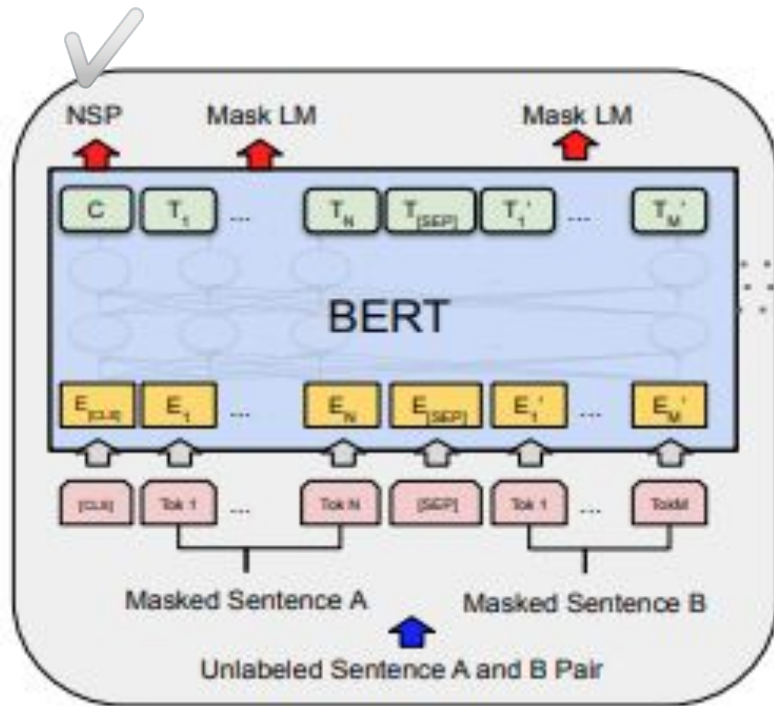 NSP Mask LM Mask LM
C T1 ... TN T[SEP] T1' ... TM'
BERT
E[CLS] E1 ... EN E[SEP] E1' ... EM'
[CLS] Tok 1 ... Tok N [SEP] Tok 1 ... TokM
Masked Sentence A Masked Sentence B
Unlabeled Sentence A and B Pair